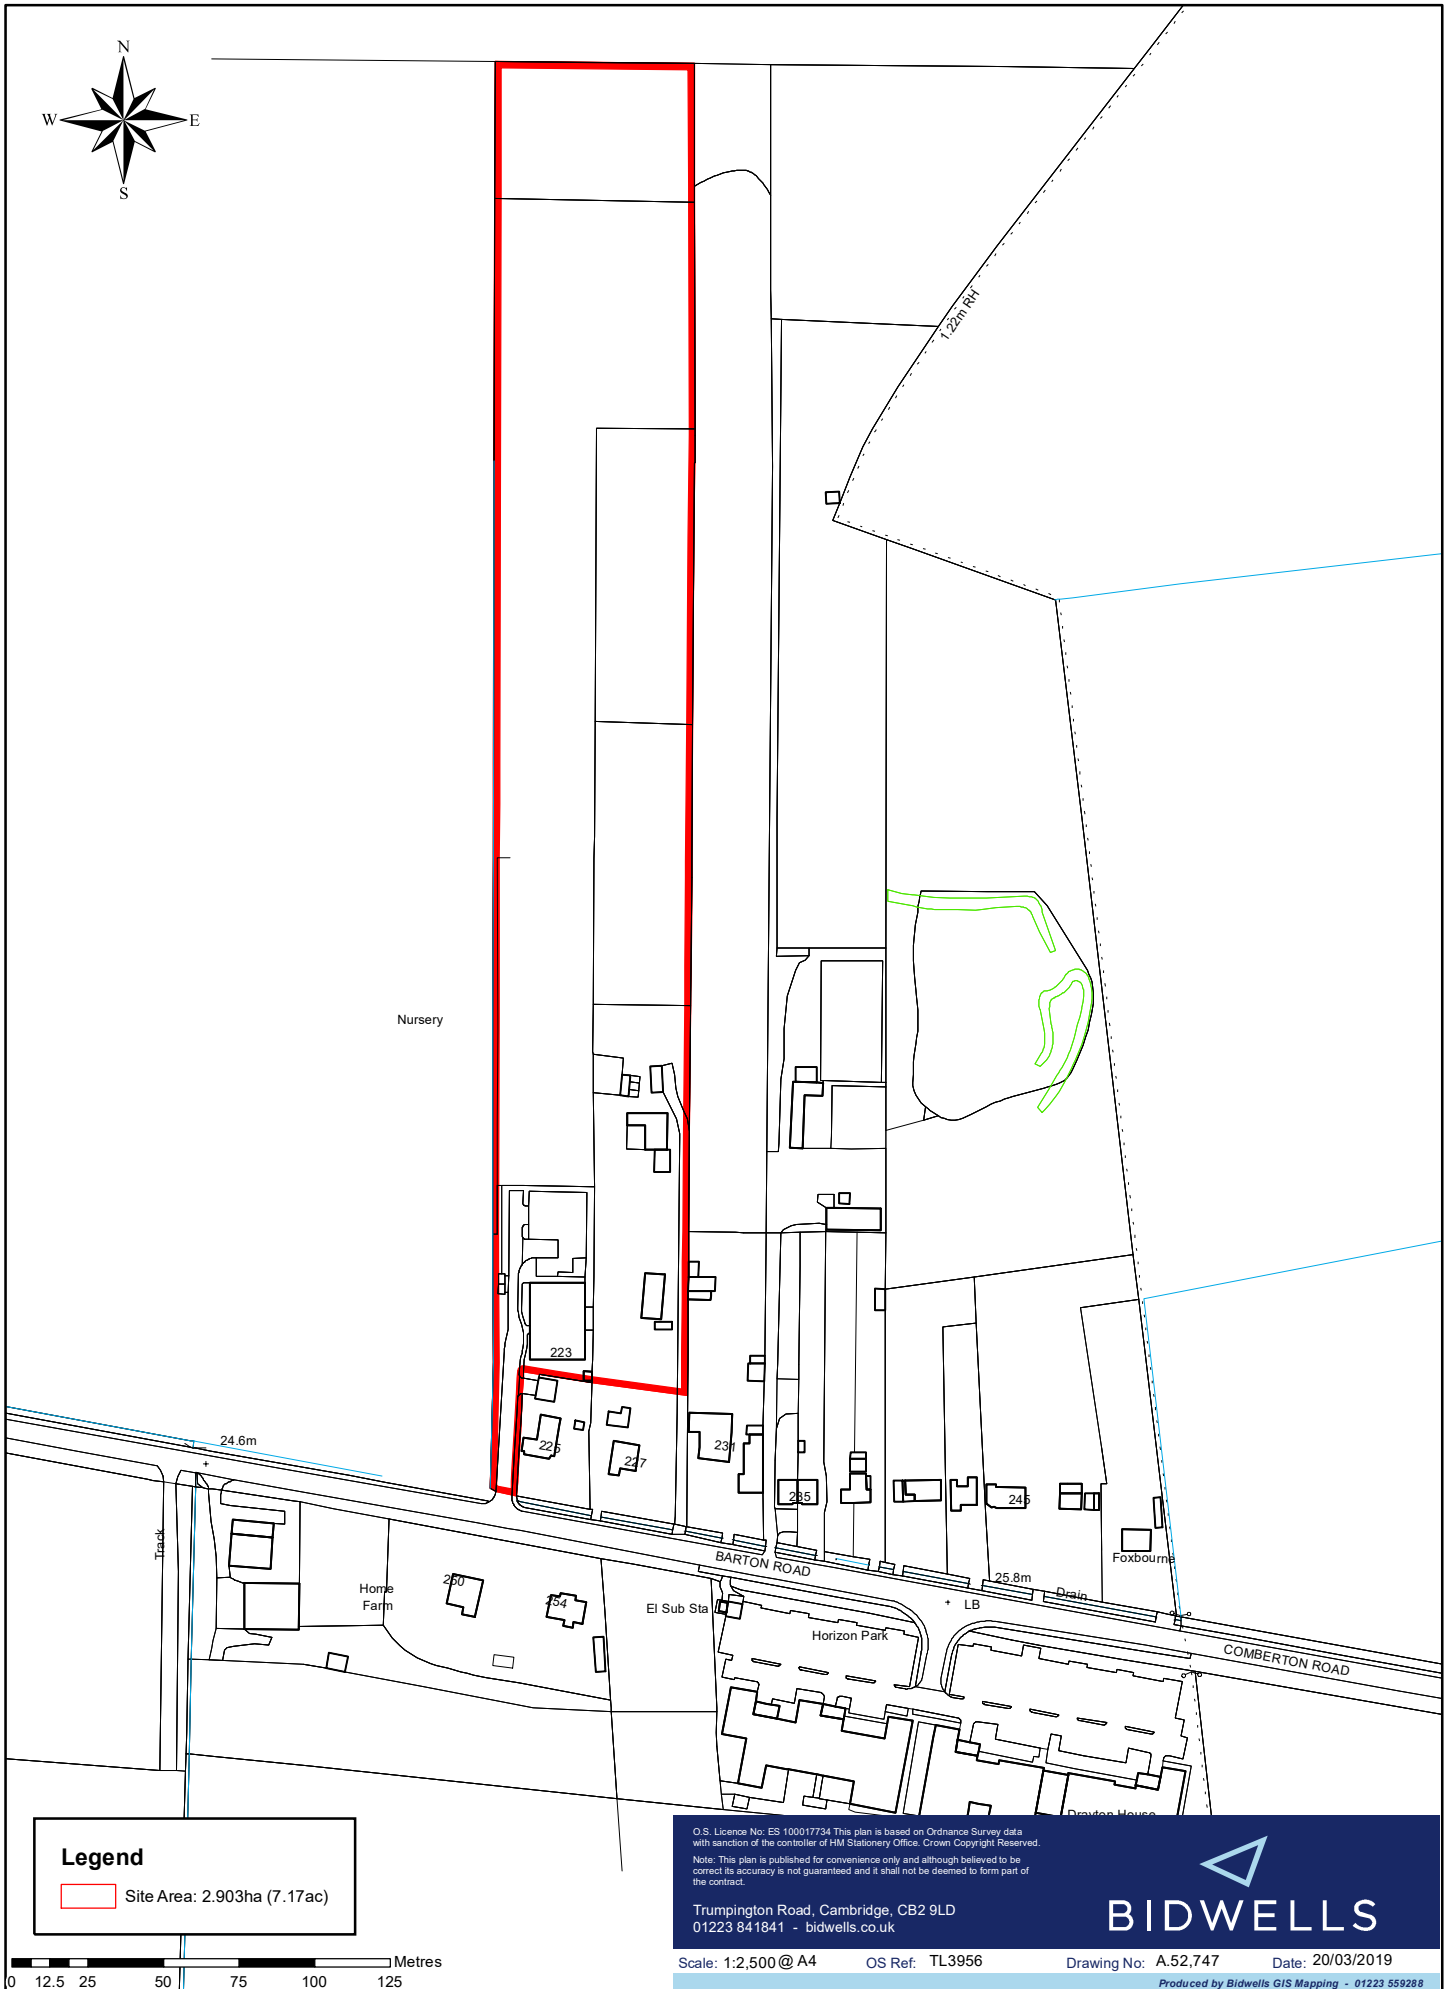 N
W E
S
1.22m RH
Nursery
223
225
227
231
235
245
24.6m
Track
Home
Farm
250
254
BARTON ROAD
El Sub Sta
Horizon Park
25.8m
LB
Drain
Foxbourne
COMBERTON ROAD
Drayton House
Legend
Site Area: 2.903ha (7.17ac)
0 12.5 25 50 75 100 125 Metres
O.S. Licence No: ES 100017734 This plan is based on Ordnance Survey data
with sanction of the controller of HM Stationery Office. Crown Copyright Reserved.
Note: This plan is published for convenience only and although believed to be
correct its accuracy is not guaranteed and it shall not be deemed to form part of
the contract.
Trumpington Road, Cambridge, CB2 9LD
01223 841841 - bidwells.co.uk
BIDWELLS
Scale: 1:2,500 @ A4 OS Ref: TL3956 Drawing No: A.52,747 Date: 20/03/2019
Produced by Bidwells GIS Mapping - 01223 559288